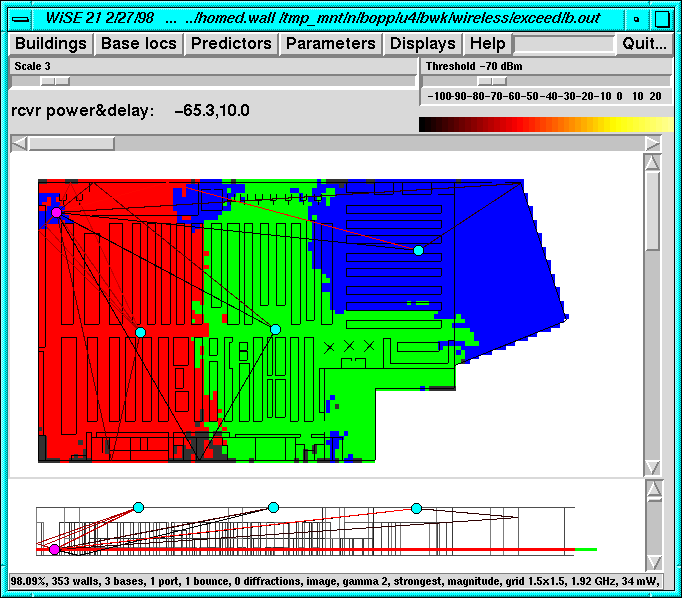 WiSE 21 2/27/98 ... .../homed.wall /tmp_mnt/n/bopp/u4/bwk/wireless/exceed/b.out
Buildings Base locs Predictors Parameters Displays Help Quit...
Scale 3
Threshold -70 dBm
-100-90-80-70-60-50-40-30-20-10 0 10 20
rcvr power&delay: -65.3,10.0
98.09%, 353 walls, 3 bases, 1 port, 1 bounce, 0 diffractions, image, gamma 2, strongest, magnitude, grid 1.5x1.5, 1.92 GHz, 34 mW,